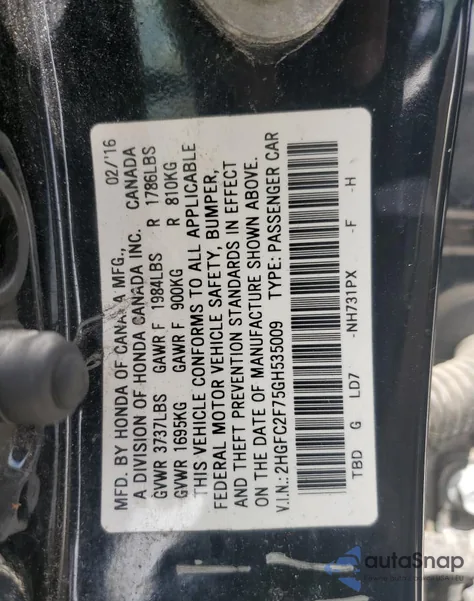 MFD. BY HONDA OF CANADA MFG., 02/'16
A DIVISION OF HONDA CANADA INC. CANADA
GVWR 3737LBS GAWR F 1984LBS R 1786LBS
GVWR 1695KG GAWR F 900KG R 810KG
THIS VEHICLE CONFORMS TO ALL APPLICABLE
FEDERAL MOTOR VEHICLE SAFETY, BUMPER,
AND THEFT PREVENTION STANDARDS IN EFFECT
ON THE DATE OF MANUFACTURE SHOWN ABOVE.
V.I.N.: 2HGFC2F75GH535009 TYPE: PASSENGER CAR
TBD G LD7 -NH731PX -F -H
autoSnap